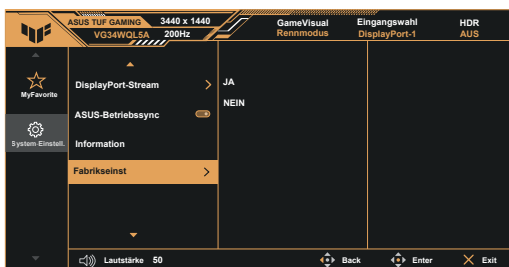 ASUS TUF GAMING 3440 x 1440
VG34WQL5A 200Hz
GameVisual
Rennmodus
Eingangswahl
DisplayPort-1
HDR
AUS
MyFavorite
System-Einstell.
DisplayPort-Stream
ASUS-Betriebssync
Information
Fabrikseinst
JA
NEIN
Lautstärke 50
Back
Enter
Exit